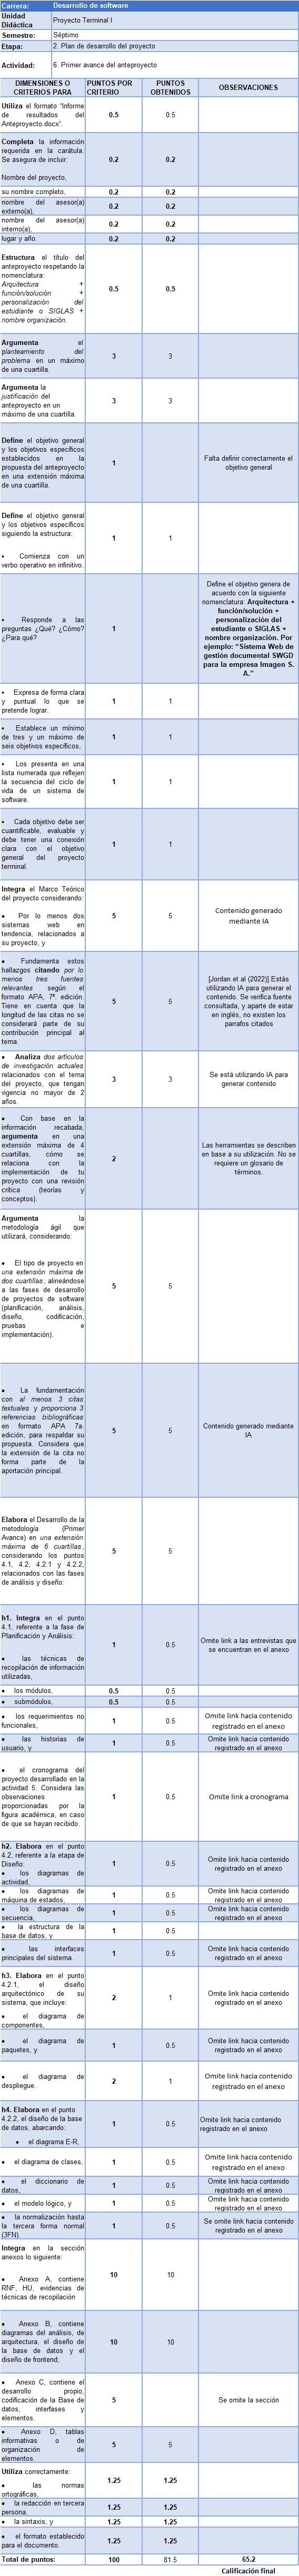 Carrera: Desarrollo de software
Unidad Didáctica Proyecto Terminal I
Semestre: Séptimo
Etapa: 2. Plan de desarrollo del proyecto
Actividad: 6. Primer avance del anteproyecto
DIMENSIONES O CRITERIOS PARA PUNTOS POR CRITERIO PUNTOS OBTENIDOS OBSERVACIONES
Utiliza el formato "Informe de resultados del Anteproyecto.docx". 0.5 0.5
Completa la información requerida en la carátula. Se asegura de incluir:
Nombre del proyecto, 0.2 0.2
su nombre completo, 0.2 0.2
nombre del asesor(a) externo(a), 0.2 0.2
nombre del asesor(a) interno(a), 0.2 0.2
lugar y año. 0.2 0.2
Estructura el título del anteproyecto respetando la nomenclatura: Arquitectura + función/solución + personalización del estudiante o SIGLAS + nombre organización. 0.5 0.5
Argumenta el planteamiento del problema en un máximo de una cuartilla. 3 3
Argumenta la justificación del anteproyecto en un máximo de una cuartilla. 3 3
Define el objetivo general y los objetivos específicos establecidos en la propuesta del anteproyecto en una extensión máxima de una cuartilla. 1 Falta definir correctamente el objetivo general
Define el objetivo general y los objetivos específicos siguiendo la estructura:
• Comienza con un verbo operativo en infinitivo. 1 1
• Responde a las preguntas ¿Qué? ¿Cómo? ¿Para qué? 1 Define el objetivo genera de acuerdo con la siguiente nomenclatura: Arquitectura + función/solución + personalización del estudiante o SIGLAS + nombre organización. Por ejemplo: "Sistema Web de gestión documental SWGD para la empresa Imagen S. A."
• Expresa de forma clara y puntual lo que se pretende lograr. 1 1
• Establece un mínimo de tres y un máximo de seis objetivos específicos, 1 1
• Los presenta en una lista numerada que reflejen la secuencia del ciclo de vida de un sistema de software. 1 1
• Cada objetivo debe ser cuantificable, evaluable y debe tener una conexión clara con el objetivo general del proyecto terminal. 1 1
Integra el Marco Teórico del proyecto considerando:
• Por lo menos dos sistemas web en tendencia, relacionados a su proyecto, y 5 5 Contenido generado mediante IA
• Fundamenta estos hallazgos citando por lo menos tres fuentes relevantes según el formato APA, 7ª. edición. Tiene en cuenta que la longitud de las citas no se considerará parte de su contribución principal al tema. 5 5 [Jordan et al (2022)].Estás utilizando IA para generar el contenido. Se verifica fuente consultada, y aparte de estar en inglés, no existen los parrafos citados
• Analiza dos artículos de investigación actuales relacionados con el tema del proyecto, que tengan vigencia no mayor de 2 años. 3 3 Se está utilizando IA para generar contenido
• Con base en la información recabada, argumenta en una extensión máxima de 4 cuartillas, cómo se relaciona con la implementación de tu proyecto con una revisión crítica (teorías y conceptos). 2 Las herramientas se describen en base a su utilización. No se requiere un glosario de términos.
Argumenta la metodología ágil que utilizará, considerando:
• El tipo de proyecto en una extensión máxima de dos cuartillas, alineándose a las fases de desarrollo de proyectos de software (planificación, análisis, diseño, codificación, pruebas e implementación). 5 5
• La fundamentación con al menos 3 citas textuales y proporciona 3 referencias bibliográficas en formato APA 7a. edición, para respaldar su propuesta. Considera que la extensión de la cita no forma parte de la aportación principal. 5 5 Contenido generado mediante IA
Elabora el Desarrollo de la metodología (Primer Avance) en una extensión máxima de 6 cuartillas, considerando los puntos 4.1, 4.2, 4.2.1 y 4.2.2, relacionados con las fases de análisis y diseño: 5 5
h1. Integra en el punto 4.1, referente a la fase de Planificación y Análisis:
• las técnicas de recopilación de información utilizadas, 1 0.5 Omite link a las entrevistas que se encuentran en el anexo
• los módulos, 0.5 0.5
• submódulos, 0.5 0.5
• los requerimientos no funcionales, 1 0.5 Omite link hacia contenido registrado en el anexo
• las historias de usuario, y 1 0.5 Omite link hacia contenido registrado en el anexo
• el cronograma del proyecto desarrollado en la actividad 5. Considera las observaciones proporcionadas por la figura académica, en caso de que se hayan recibido. 1 0.5 Omite link a cronograma
h2. Elabora en el punto 4.2, referente a la etapa de Diseño:
• los diagramas de actividad, 1 0.5 Omite link hacia contenido registrado en el anexo
• los diagramas de máquina de estados, 1 0.5 Omite link hacia contenido registrado en el anexo
• los diagramas de secuencia, 1 0.5 Omite link hacia contenido registrado en el anexo
• la estructura de la base de datos, y 1 0.5
• las interfaces principales del sistema. 1 0.5 Omite link hacia contenido registrado en el anexo
h3. Elabora en el punto 4.2.1, el diseño arquitectónico de su sistema, que incluye:
• el diagrama de componentes, 2 1 Omite link hacia contenido registrado en el anexo
• el diagrama de paquetes, y 1 0.5 Omite link hacia contenido registrado en el anexo
• el diagrama de despliegue. 2 1 Omite link hacia contenido registrado en el anexo
h4. Elabora en el punto 4.2.2, el diseño de la base de datos, abarcando:
• el diagrama E-R, 1 0.5 Omite link hacia contenido registrado en el anexo
• el diagrama de clases, 1 0.5 Omite link hacia contenido registrado en el anexo
• el diccionario de datos, 1 0.5 Omite link hacia contenido registrado en el anexo
• el modelo lógico, y 1 0.5 Omite link hacia contenido registrado en el anexo
• la normalización hasta la tercera forma normal (3FN). 1 0.5 Se omite link hacia contenido registrado en el anexo
Integra en la sección anexos lo siguiente:
• Anexo A, contiene RNF, HU, evidencias de técnicas de recopilación 10 10
• Anexo B, contiene diagramas del análisis, de arquitectura, el diseño de la base de datos y el diseño de frontend; 10 10
• Anexo C, contiene el desarrollo propio, codificación de la Base de datos, interfases y elementos. 5 Se omite la sección
• Anexo D, tablas informativas o de organización de elementos. 5 5
Utiliza correctamente:
• las normas ortográficas, 1.25 1.25
• la redacción en tercera persona, 1.25 1.25
• la sintaxis, y 1.25 1.25
• el formato establecido para el documento. 1.25 1.25
Total de puntos: 100 81.5 65.2
Calificación final